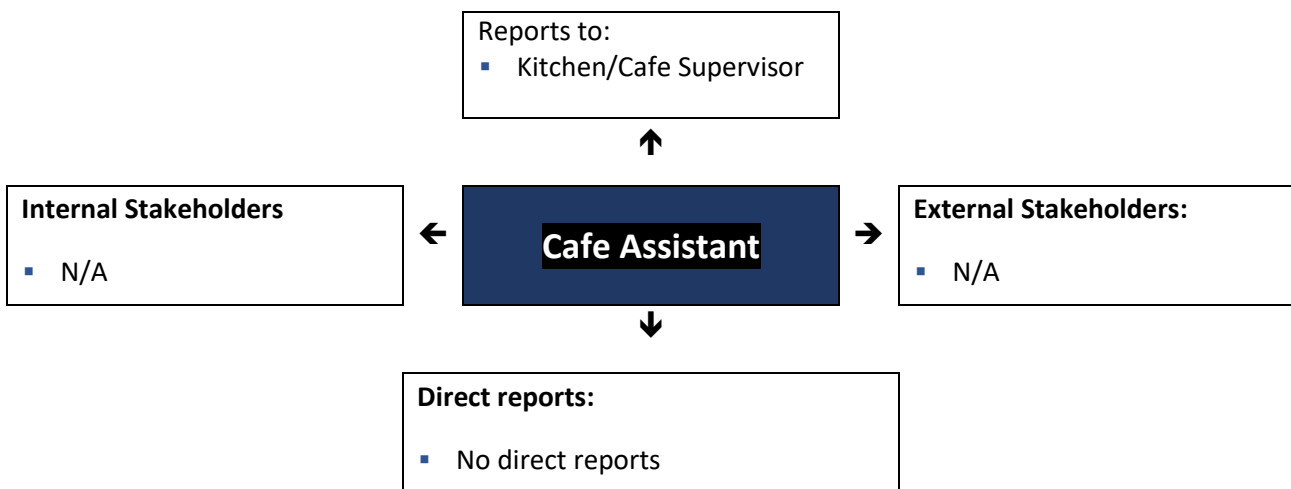 Reports to:
▪ Kitchen/Cafe Supervisor
Internal Stakeholders
▪ N/A
Cafe Assistant
External Stakeholders:
▪ N/A
Direct reports:
▪ No direct reports